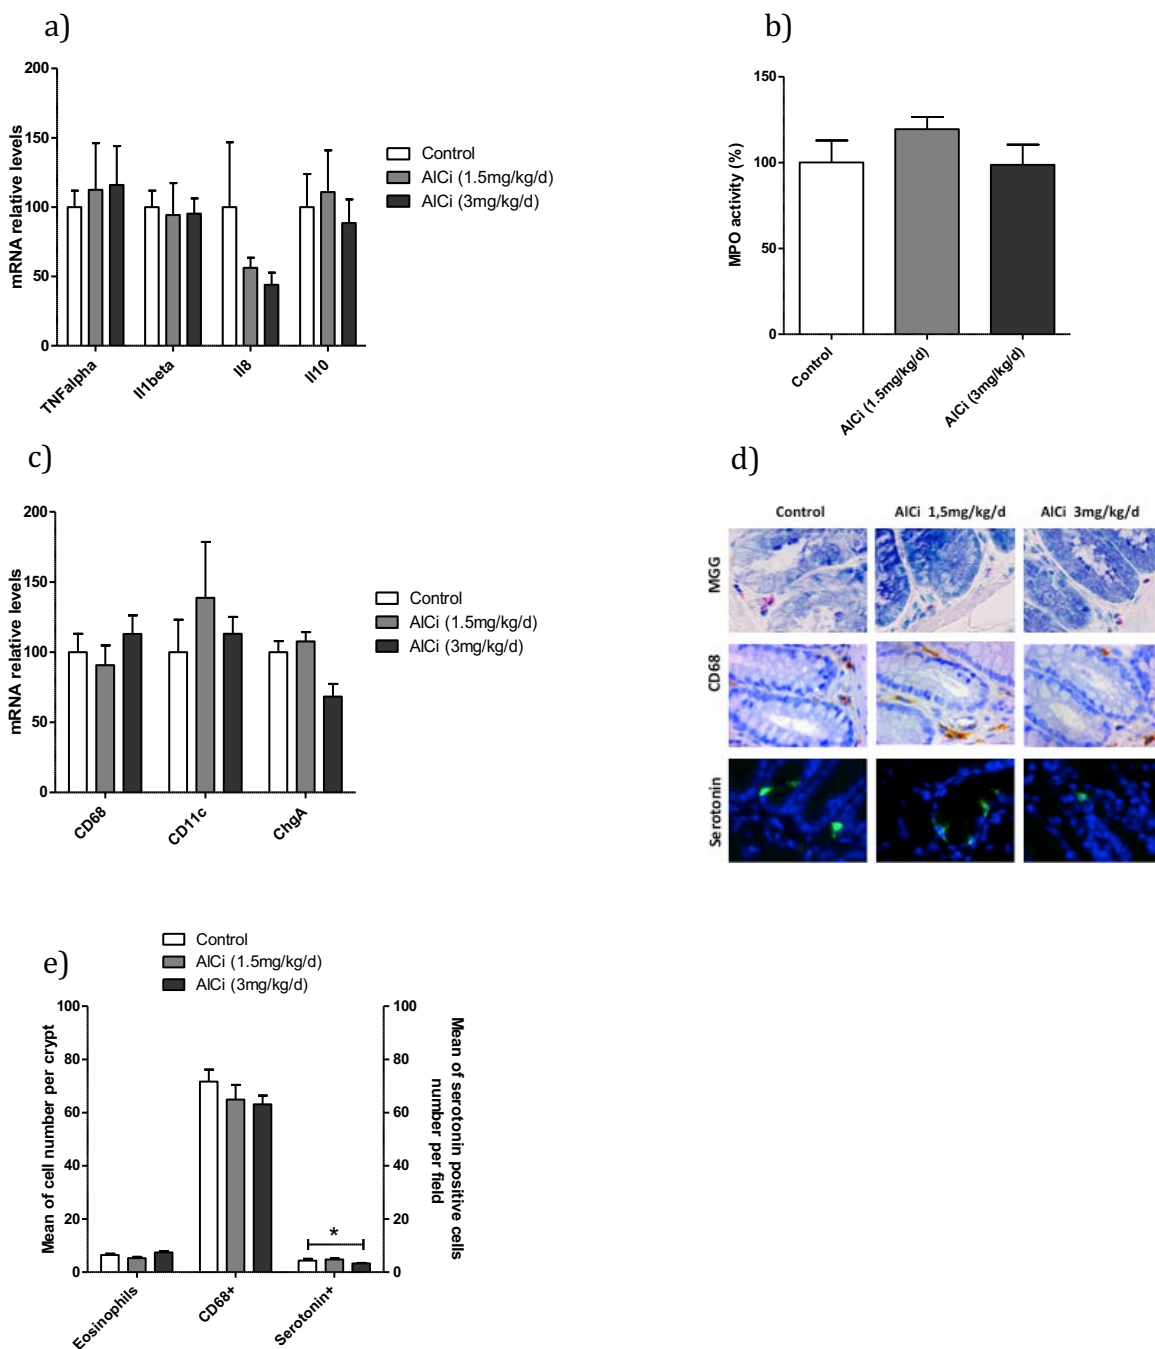 a)
200
150
100
50
0
mRNA relative levels
TNFalpha
Il1beta
Il8
Il10
Control
AlCi (1.5mg/kg/d)
AlCi (3mg/kg/d)
b)
150
100
50
0
MPO activity (%)
Control
AlCi (1.5mg/kg/d)
AlCi (3mg/kg/d)
c)
200
150
100
50
0
mRNA relative levels
CD68
CD11c
ChgA
Control
AlCi (1.5mg/kg/d)
AlCi (3mg/kg/d)
d)
Control
AlCi 1,5mg/kg/d
AlCi 3mg/kg/d
MGG
CD68
Serotonin
e)
Control
AlCi (1.5mg/kg/d)
AlCi (3mg/kg/d)
100
80
60
40
20
0
Mean of cell number per crypt
*
Eosinophils
CD68+
Serotonin+
100
80
60
40
20
0
Mean of serotonin positive cells
number per field